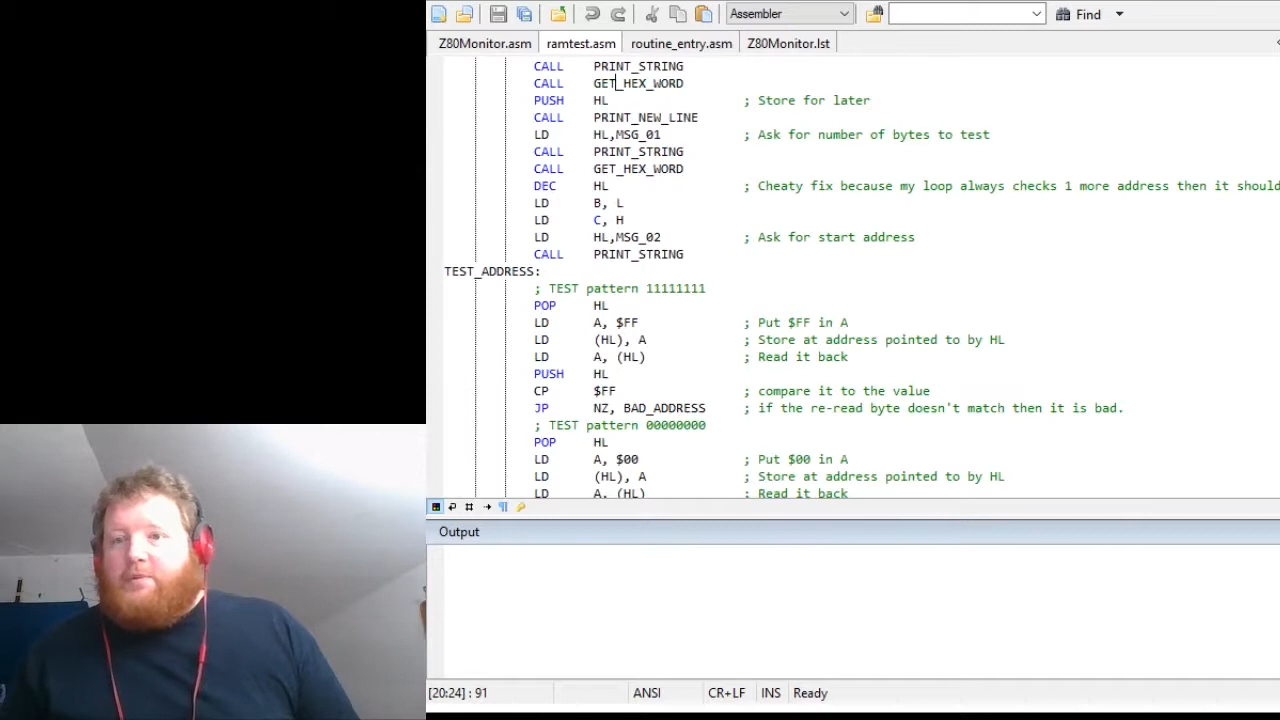 Assembler Find
Z80Monitor.asm ramtest.asm routine_entry.asm Z80Monitor.lst
CALL PRINT_STRING
CALL GET_HEX_WORD
PUSH HL ; Store for later
CALL PRINT_NEW_LINE
LD HL,MSG_01 ; Ask for number of bytes to test
CALL PRINT_STRING
CALL GET_HEX_WORD
DEC HL ; Cheaty fix because my loop always checks 1 more address then it should
LD B, L
LD C, H
LD HL,MSG_02 ; Ask for start address
CALL PRINT_STRING
TEST_ADDRESS:
; TEST pattern 11111111
POP HL
LD A, $FF ; Put $FF in A
LD (HL), A ; Store at address pointed to by HL
LD A, (HL) ; Read it back
PUSH HL
CP $FF ; compare it to the value
JP NZ, BAD_ADDRESS ; if the re-read byte doesn't match then it is bad.
; TEST pattern 00000000
POP HL
LD A, $00 ; Put $00 in A
LD (HL), A ; Store at address pointed to by HL
LD A, (HL) ; Read it back
Output
[20:24] : 91 ANSI CR+LF INS Ready